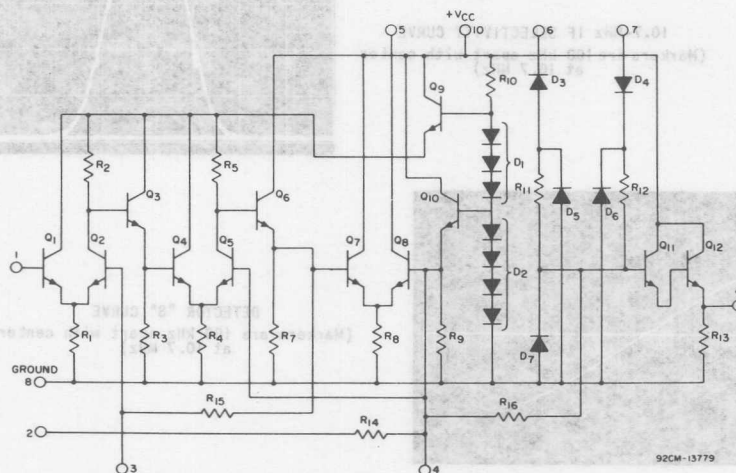 +VCC
5
10
6
7
Q9
R10
D3
D4
R2
R5
D1
Q3
Q6
Q10
R11
D5
D6
R12
1
Q1
Q2
Q4
Q5
Q7
Q8
D2
Q11
Q12
R1
R3
R4
R7
R8
R9
D7
R13
GROUND
8
R15
R16
2
R14
3
4
92CM-13779